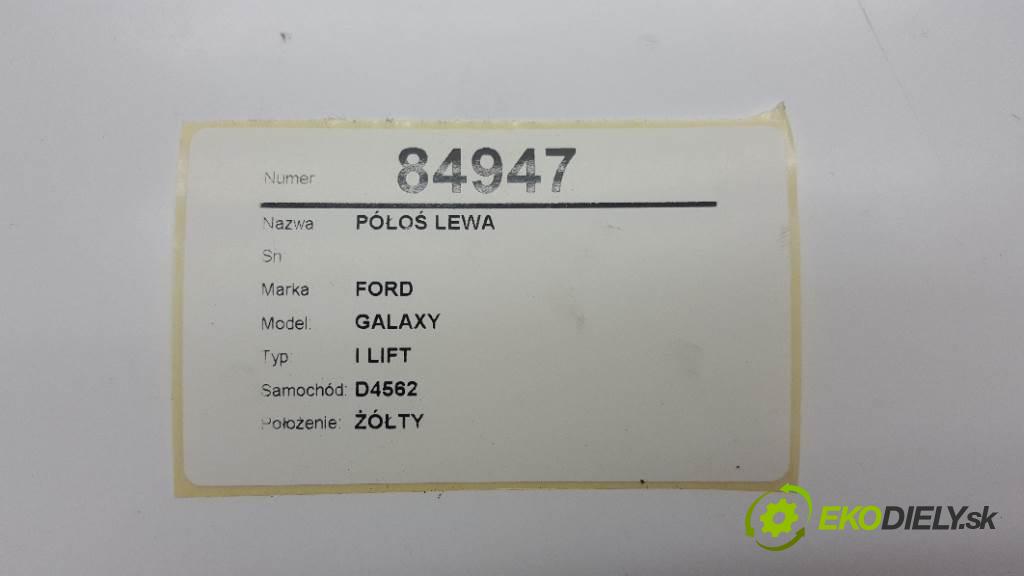 Numer 84947
Nazwa PÓŁOŚ LEWA
Sn
Marka FORD
Model: GALAXY
Typ: I LIFT
Samochód: D4562
Położenie: ŻÓŁTY
EKODIELY.sk